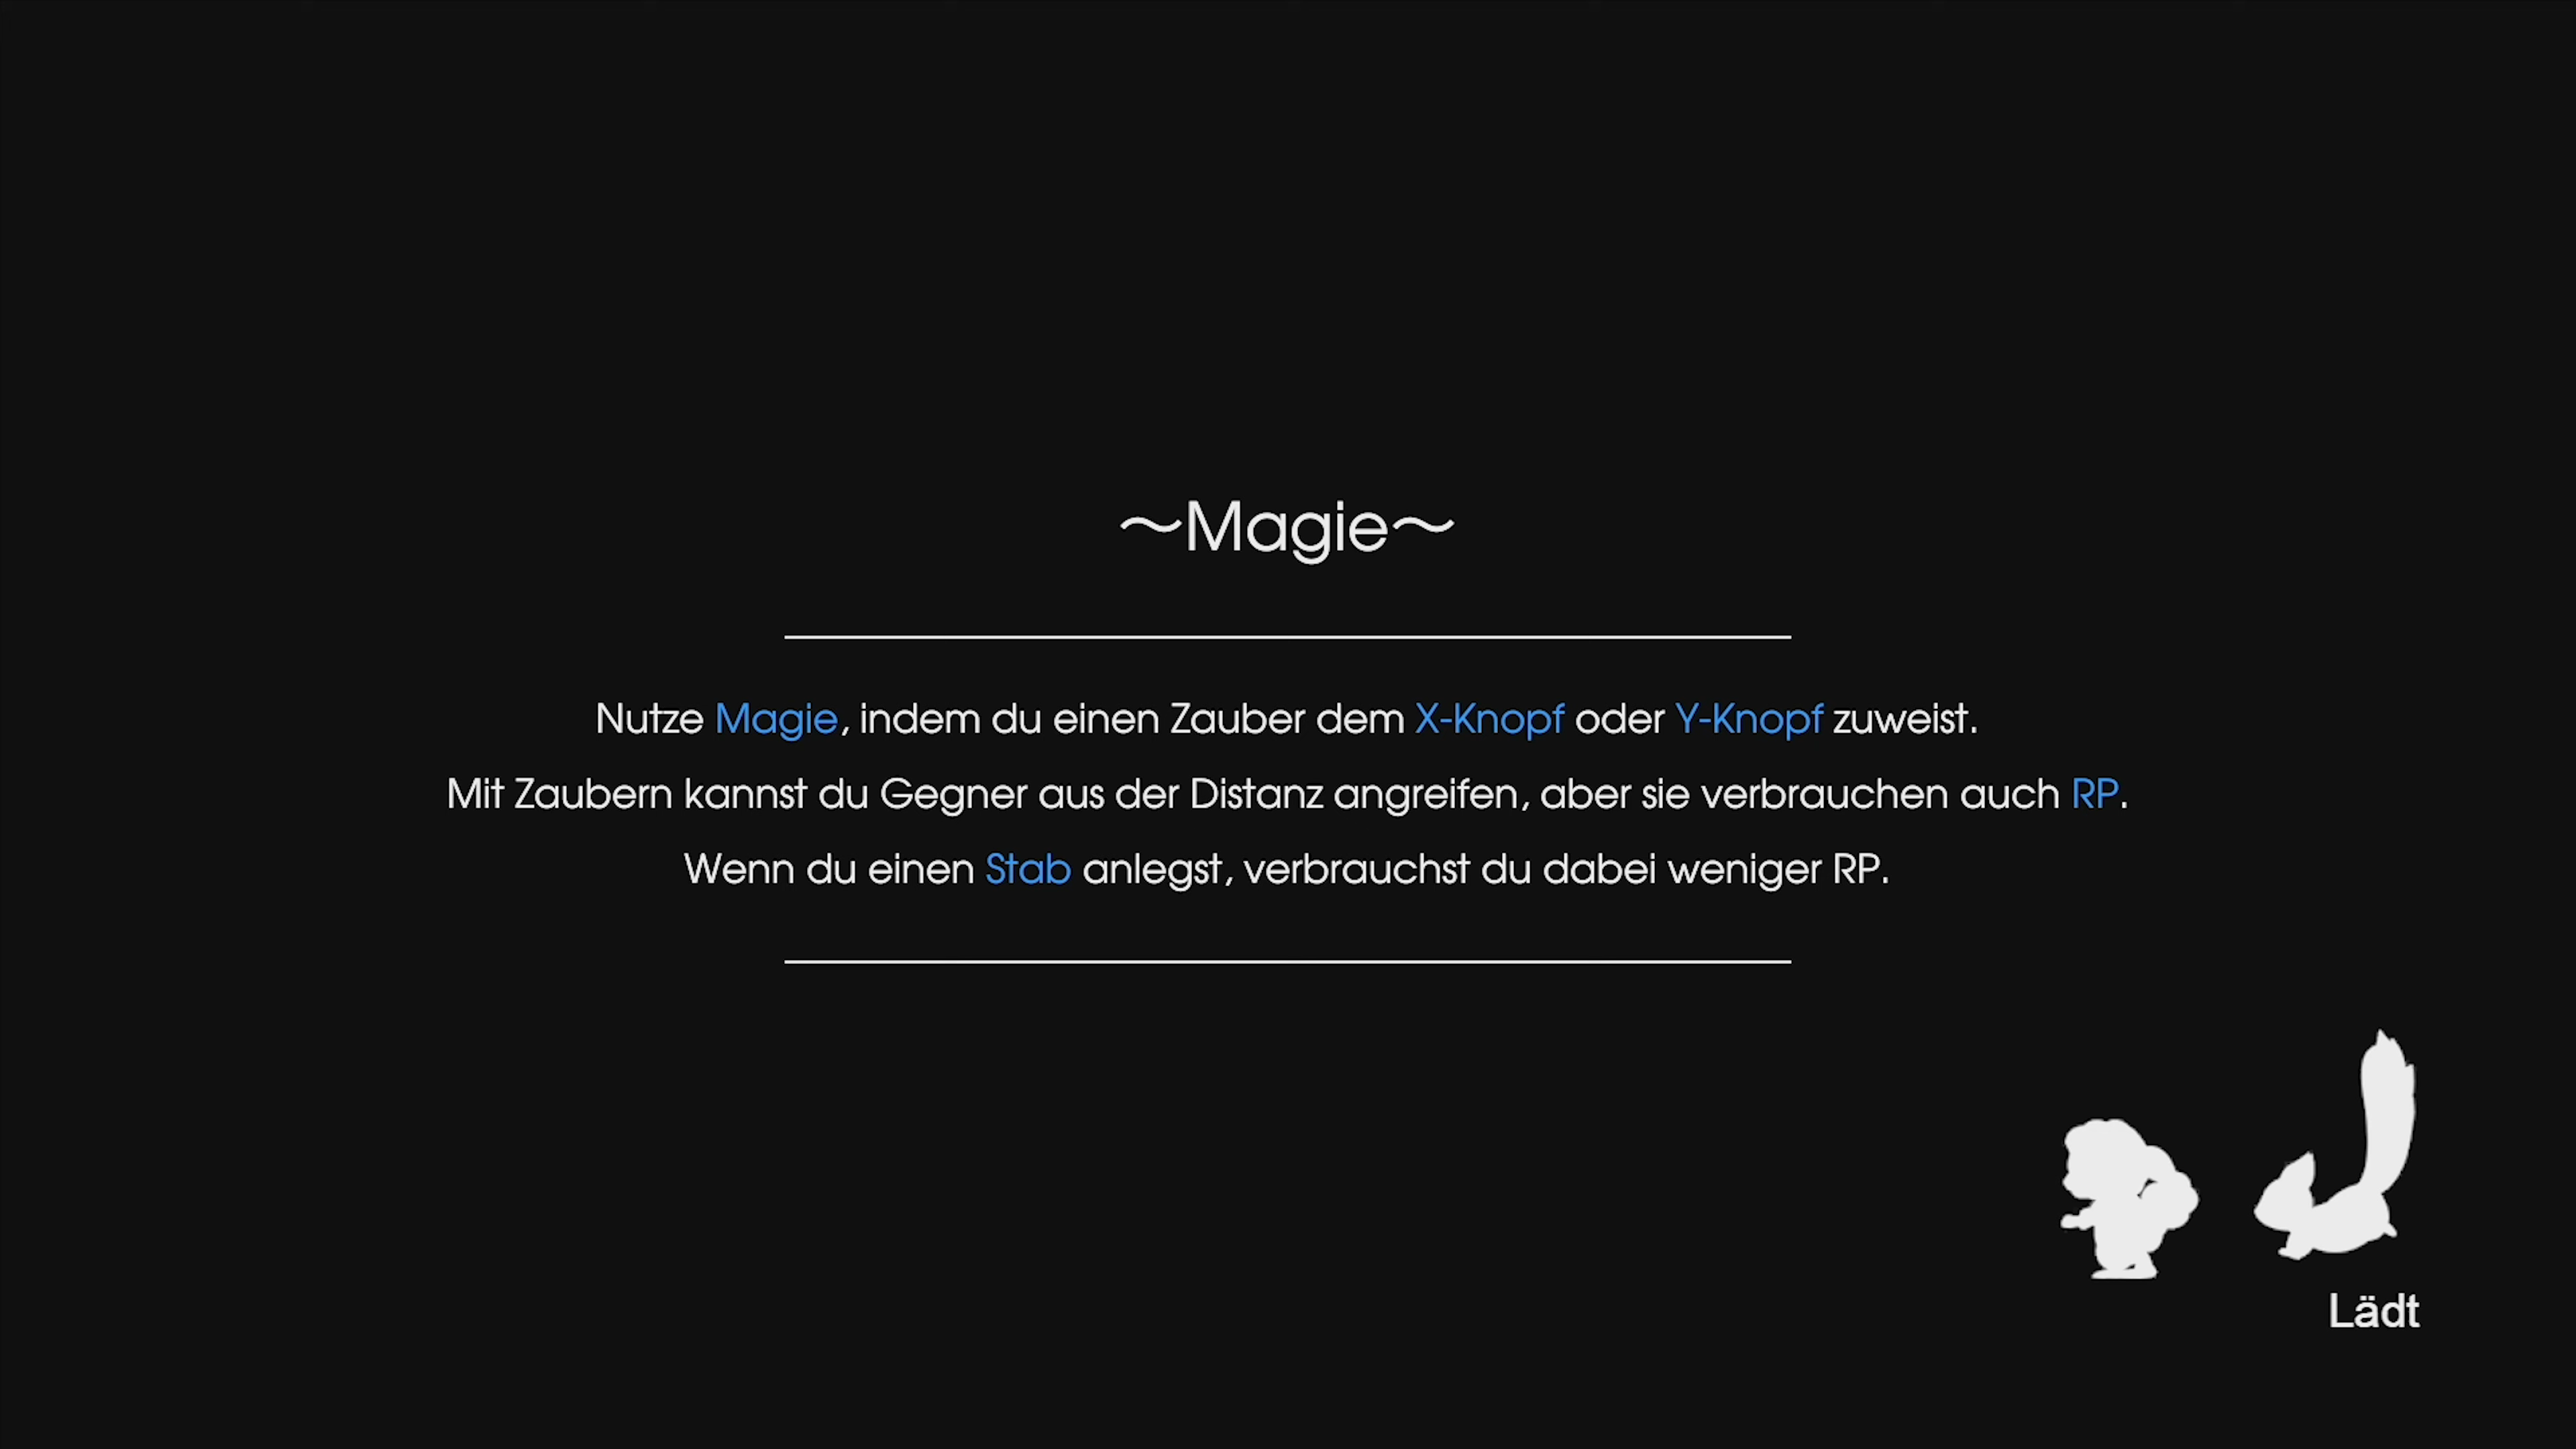 ～Magie～
Nutze Magie, indem du einen Zauber dem X-Knopf oder Y-Knopf zuweist.
Mit Zaubern kannst du Gegner aus der Distanz angreifen, aber sie verbrauchen auch RP.
Wenn du einen Stab anlegst, verbrauchst du dabei weniger RP.
Lädt